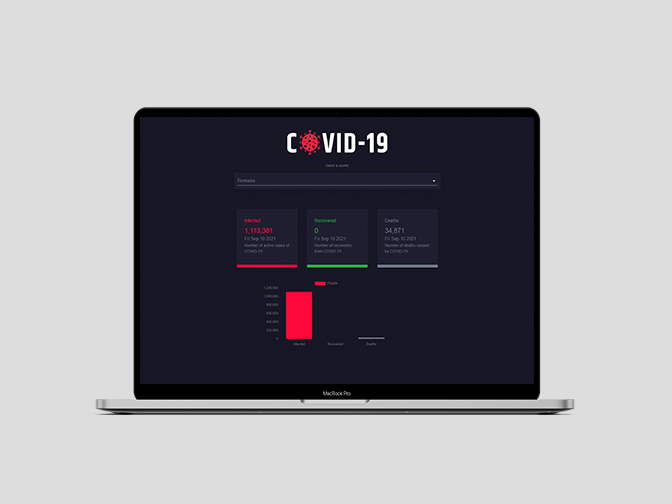 COVID-19
Select a country
Romania
Infected
1,113,361
Fri Sep 10 2021
Number of active cases of
COVID-19
Recovered
0
Fri Sep 10 2021
Number of recoveries
from COVID-19
Deaths
34,871
Fri Sep 10 2021
Number of deaths caused
by COVID-19
People
1,200,000
1,000,000
800,000
600,000
400,000
200,000
0
Infected
Recovered
Deaths
MacBook Pro